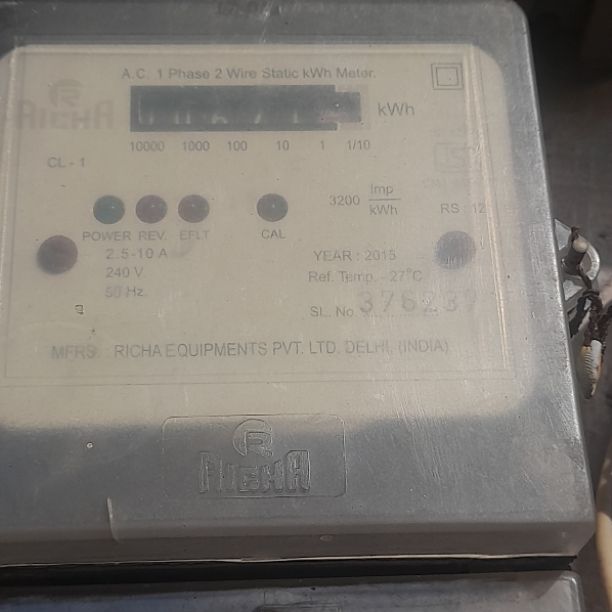 RICHA
A.C. 1 Phase 2 Wire Static kWh Meter.
kWh
10000 1000 100 10 1 1/10
CL - 1
3200 Imp/kWh
RS : 12
POWER REV. EFLT CAL
2.5-10 A
240 V
50 Hz.
YEAR : 2015
Ref. Temp. - 27°C
SL. No 376237
MFRS. : RICHA EQUIPMENTS PVT. LTD. DELHI, (INDIA)
R
RICHA